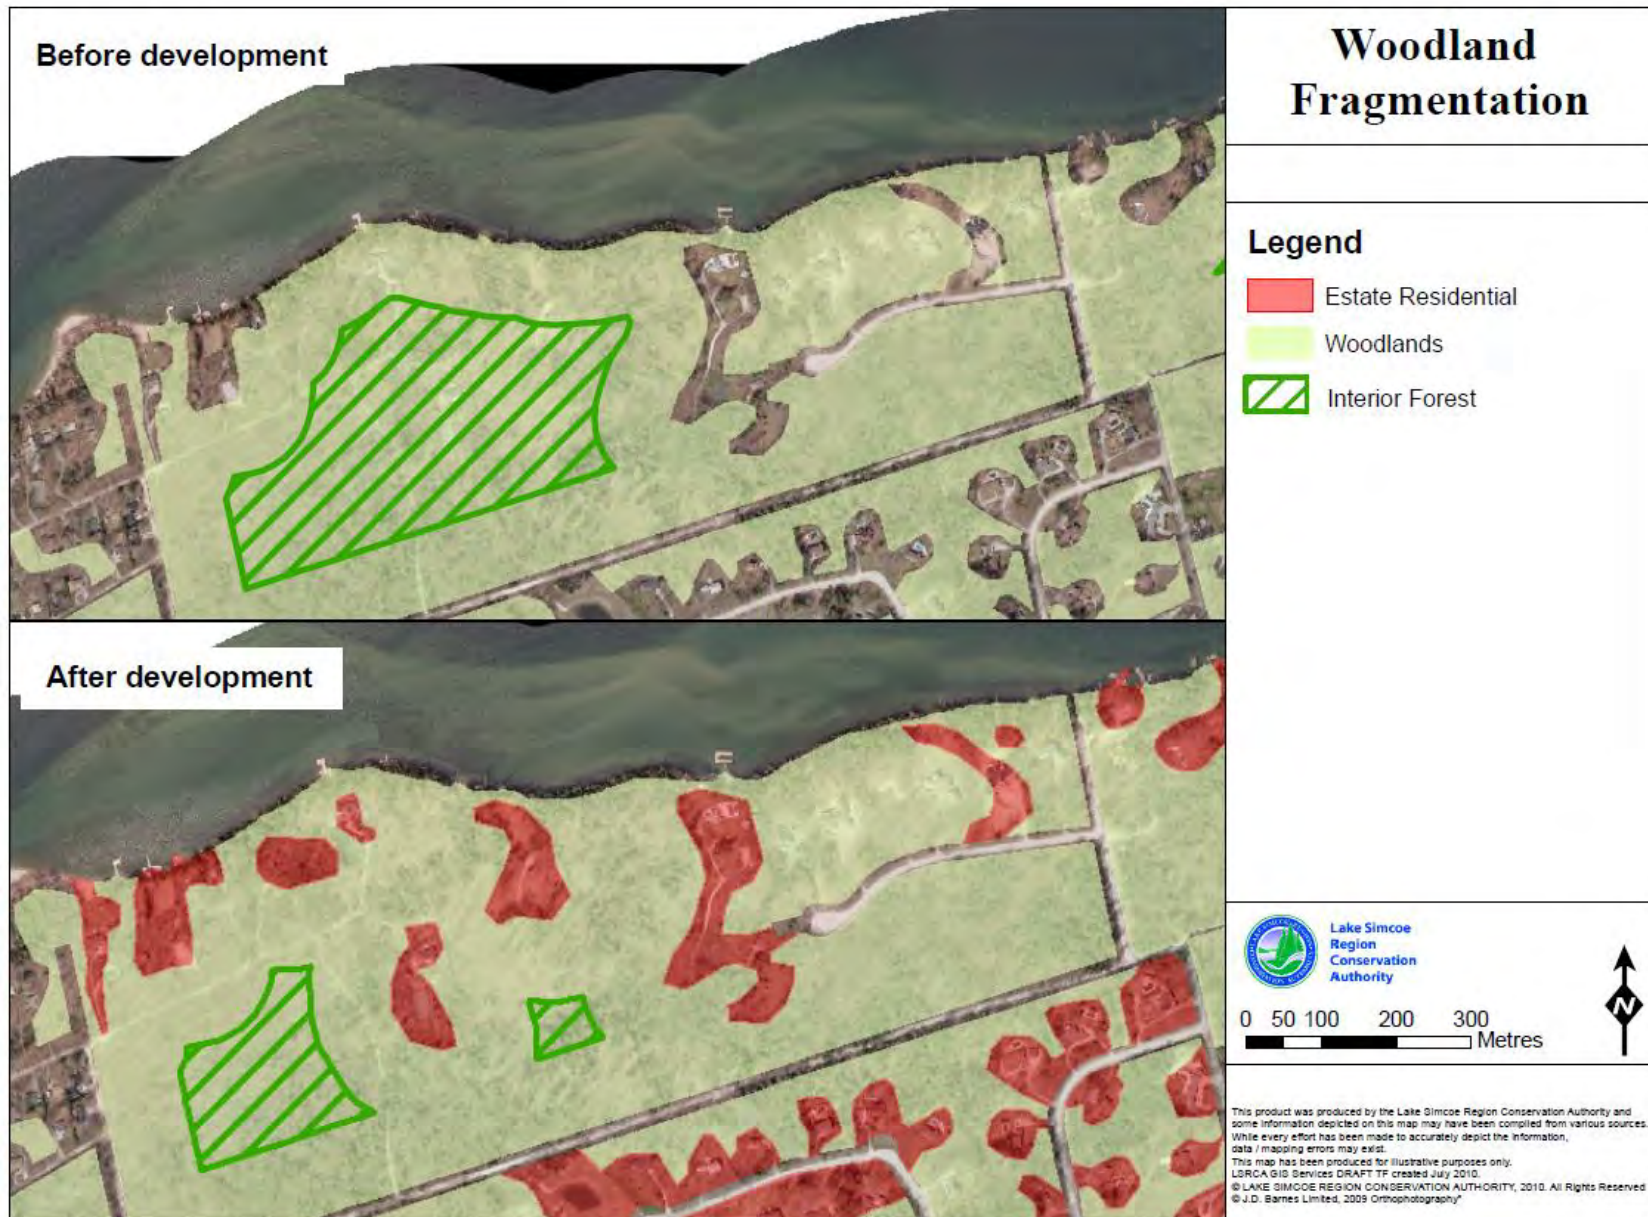 Before development
After development
Woodland
Fragmentation
Legend
Estate Residential
Woodlands
Interior Forest
Lake Simcoe
Region
Conservation
Authority
0 50 100 200 300
Metres
N
This product was produced by the Lake Simcoe Region Conservation Authority and
some information depicted on this map may have been compiled from various sources.
While every effort has been made to accurately depict the information,
data / mapping errors may exist.
This map has been produced for illustrative purposes only.
LSRCA GIS Services DRAFT TF created July 2010.
© LAKE SIMCOE REGION CONSERVATION AUTHORITY, 2010. All Rights Reserved
© J.D. Barnes Limited, 2009 Orthophotography"